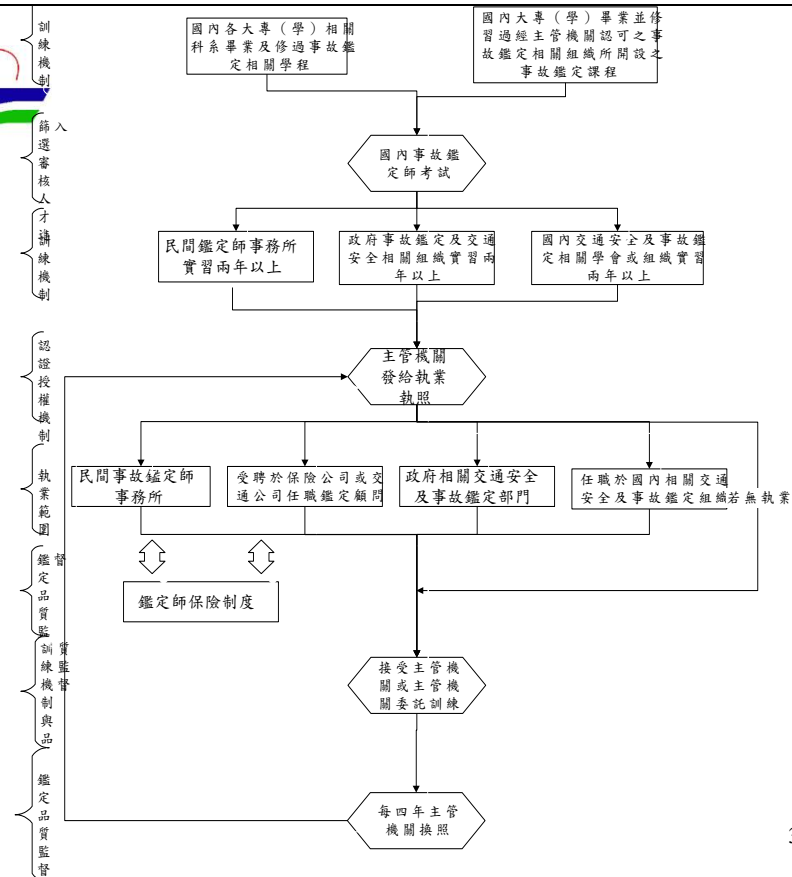 訓
練
機
制
國內各大專（學）相關
科系畢業及修過事故鑑
定相關學程
國內大專（學）畢業並修
習過經主管機關認可之事
故鑑定相關組織所開設之
事故鑑定課程
篩入
選
審
核
人
才進
國內事故鑑
定師考試
訓
練
機
制
民間鑑定師事務所
實習兩年以上
政府事故鑑定及交通
安全相關組織實習兩
年以上
國內交通安全及事故鑑
定相關學會或組織實習
兩年以上
認
證
授
權
機
制
主管機關
發給執業
執照
執
業
範
圍
民間事故鑑定師
事務所
受聘於保險公司或交
通公司任職鑑定顧問
政府相關交通安全
及事故鑑定部門
任職於國內相關交通
安全及事故鑑定組織
若無執業
鑑督
定
品
質
監
鑑定師保險制度
訓質
練監
機督
制
與
品
接受主管機
關或主管機
關委託訓練
鑑
定
品
質
監
督
每四年主管
機關換照